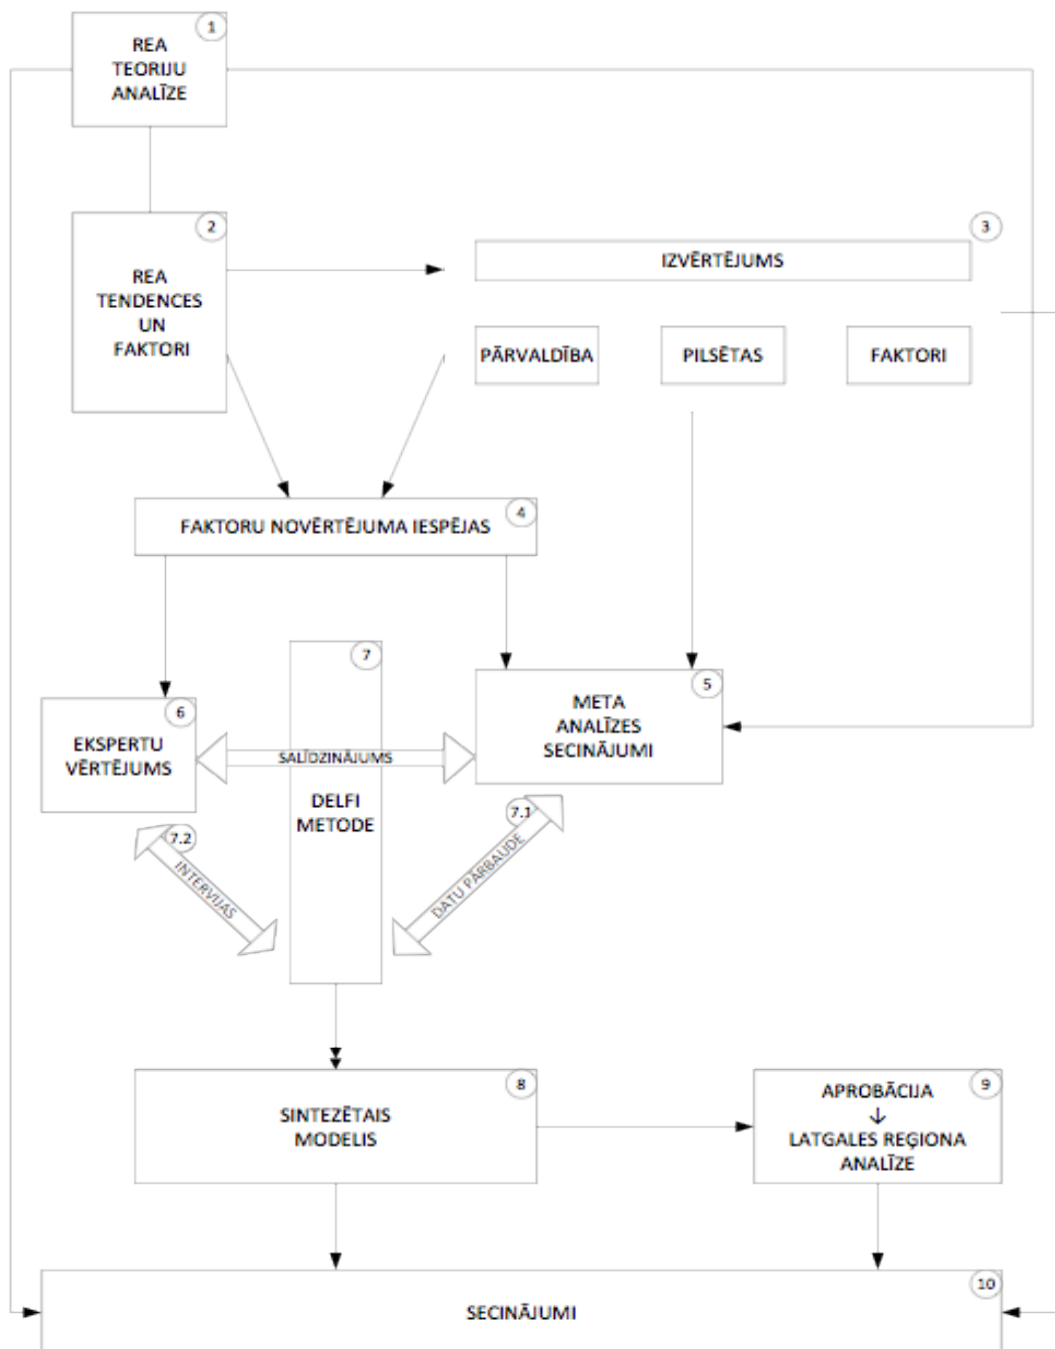 1
REA
TEORIJU
ANALĪZE
2
REA
TENDENCES
UN
FAKTORI
3
IZVĒRTĒJUMS
PĀRVALDĪBA
PILSĒTAS
FAKTORI
4
FAKTORU NOVĒRTĒJUMA IESPĒJAS
7
5
META
ANALĪZES
SECINĀJUMI
6
EKSPERTU
VĒRTĒJUMS
SALĪDZINĀJUMS
DELFI
METODE
7.1
DATU PĀRBAUDE
7.2
INTERVIJAS
8
SINTEZĒTAIS
MODELIS
9
APROBĀCIJA
↓
LATGALES REĢIONA
ANALĪZE
10
SECINĀJUMI